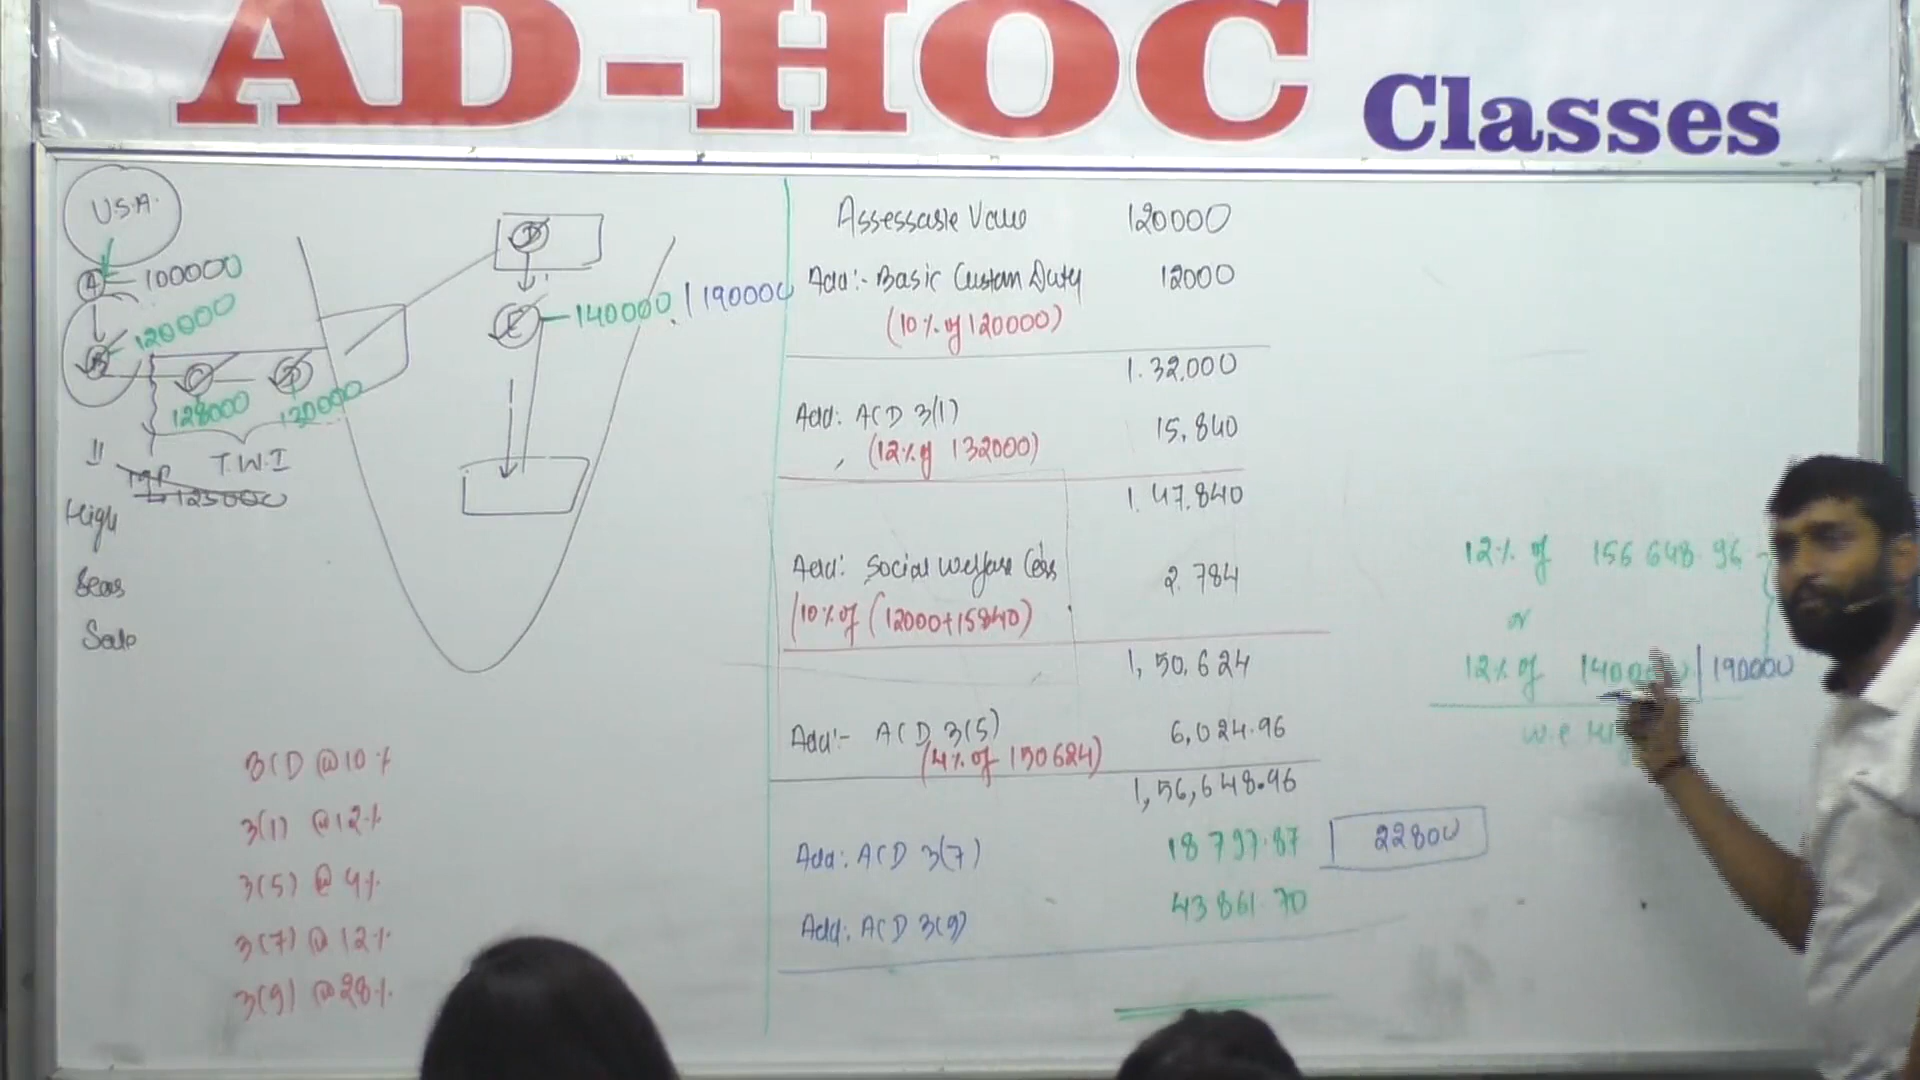 AD-HOC Classes
U.S.A.
A 100000
120000
B
C D
128000 130000
T.W.I
125000
High
Seas
Sale
D
E 140000 / 190000
BCD @ 10%
3(1) @ 12%
3(5) @ 4%
3(7) @ 12%
3(9) @ 28%
Assessable Value 120000
Add:- Basic Custom Duty 12000
(10% of 120000)
1.32.000
Add: ACD 3(1) 15.840
(12% of 132000)
1.47.840
Add: Social Welfare Cess 2.784
(10% of (12000+15840)
1,50.624
Add:- ACD 3(5) 6,024.96
(4% of 150624)
1,56,648.96
Add: ACD 3(7) 18797.87 22800
Add: ACD 3(9) 43861.70
12% of 156648.96
or
12% of 140000 / 190000
w.e